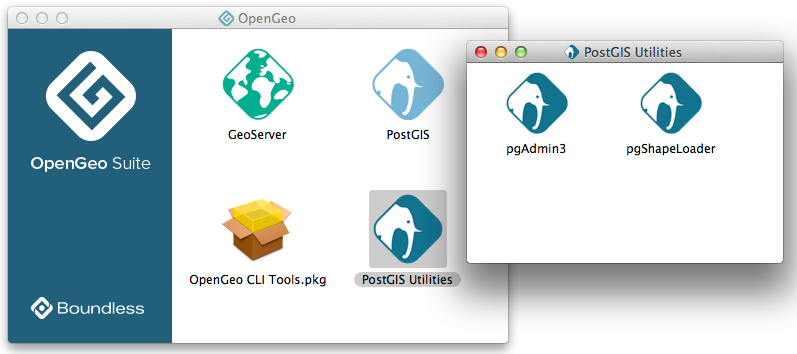 OpenGeo
OpenGeo Suite
GeoServer
PostGIS
OpenGeo CLI Tools.pkg
PostGIS Utilities
Boundless
PostGIS Utilities
pgAdmin3
pgShapeLoader